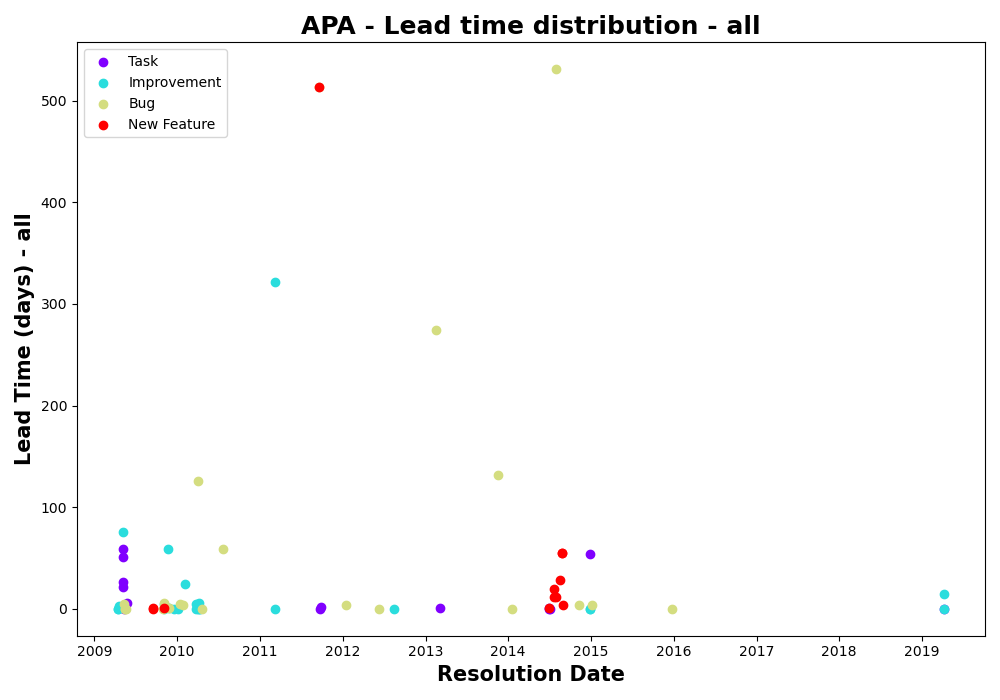 APA - Lead time distribution - all
Task
Improvement
Bug
New Feature
Lead Time (days) - all
500
400
300
200
100
0
2009 2010 2011 2012 2013 2014 2015 2016 2017 2018 2019
Resolution Date